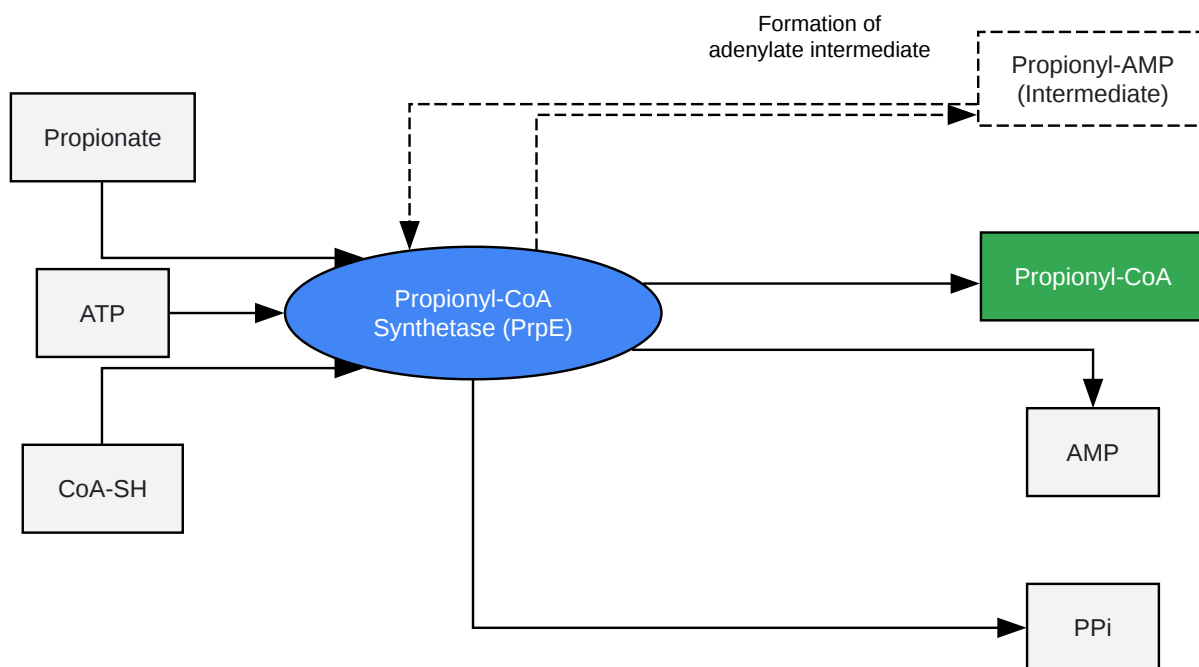 Formation of
adenylate intermediate
Propionyl-AMP
(Intermediate)
Propionate
Propionyl-CoA
ATP
Propionyl-CoA
Synthetase (PrpE)
AMP
CoA-SH
PPi